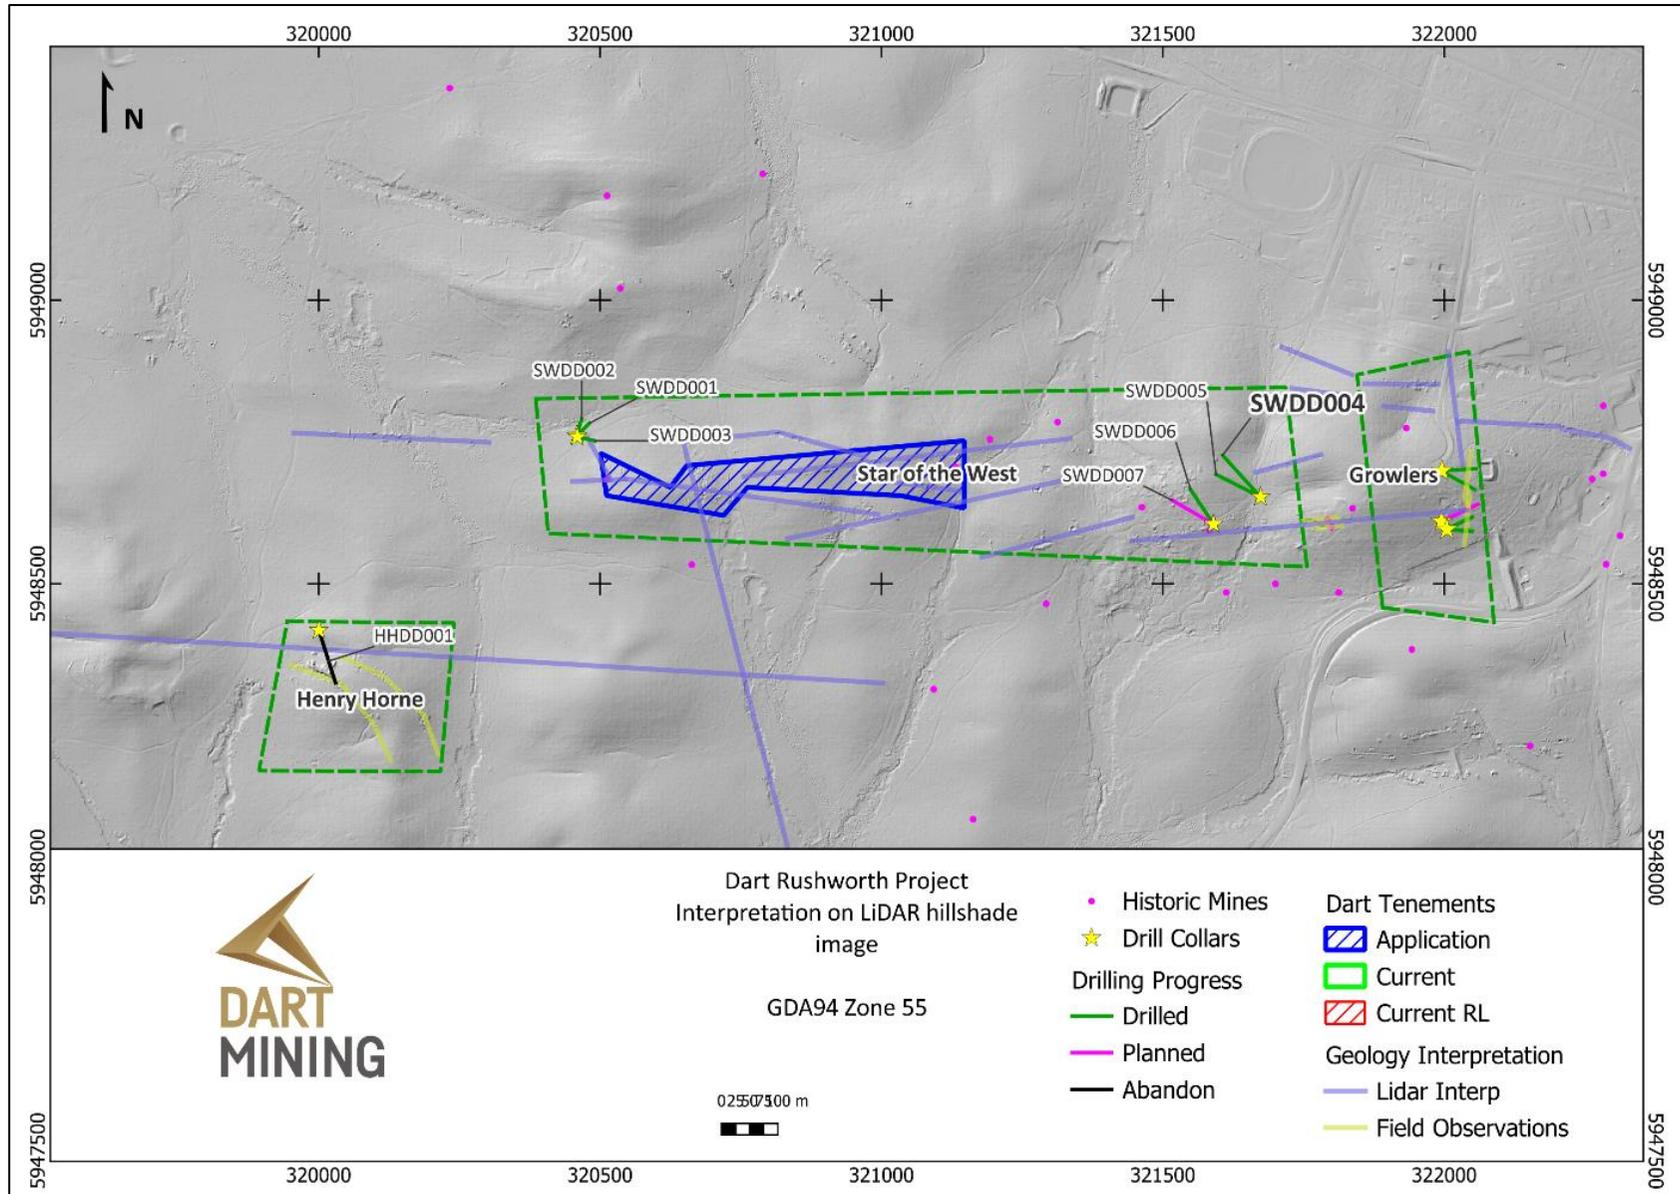 320000 320500 321000 321500 322000
N
5949000
5949000
SWDD002
SWDD001
SWDD003
SWDD005
SWDD004
SWDD006
SWDD007
Star of the West
Growlers
5948500
5948500
HHDD001
Henry Horne
5948000
5948000
DART
MINING
Dart Rushworth Project
Interpretation on LiDAR hillshade
image
GDA94 Zone 55
100 m
Historic Mines
Drill Collars
Drilling Progress
Drilled
Planned
Abandon
Dart Tenements
Application
Current
Current RL
Geology Interpretation
Lidar Interp
Field Observations
5947500
5947500
320000 320500 321000 321500 322000